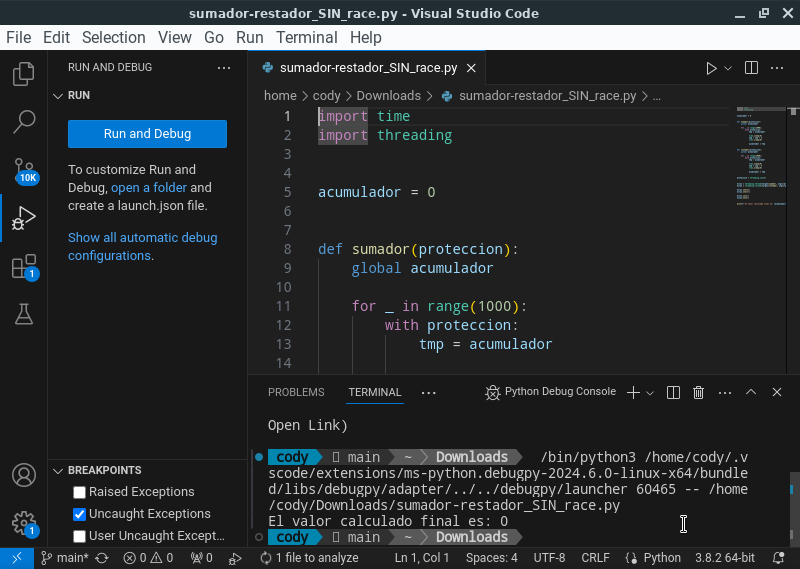 sumador-restador_SIN_race.py - Visual Studio Code
File Edit Selection View Go Run Terminal Help
RUN AND DEBUG
RUN
Run and Debug
To customize Run and
Debug, open a folder and
create a launch.json file.
Show all automatic debug
configurations.
10K
1
1
BREAKPOINTS
Raised Exceptions
Uncaught Exceptions
User Uncaught Except...
sumador-restador_SIN_race.py
home > cody > Downloads > sumador-restador_SIN_race.py > ...
1 import time
2 import threading
3
4
5 acumulador = 0
6
7
8 def sumador(proteccion):
9 global acumulador
10
11 for _ in range(1000):
12 with proteccion:
13 tmp = acumulador
14
PROBLEMS TERMINAL ... Python Debug Console
Open Link)
cody main ~ Downloads /bin/python3 /home/cody/.v
scode/extensions/ms-python.debugpy-2024.6.0-linux-x64/bundle
d/libs/debugpy/adapter/../../debugpy/launcher 60465 -- /home
/cody/Downloads/sumador-restador_SIN_race.py
El valor calculado final es: 0
cody main ~ Downloads
main* 0 0 0 1 file to analyze Ln 1, Col 1 Spaces: 4 UTF-8 CRLF Python 3.8.2 64-bit